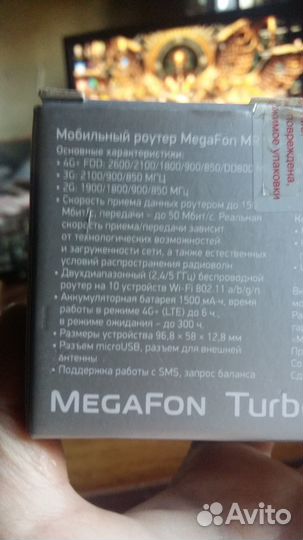 Мобильный роутер MegaFon
Основные характеристики:
• 4G+ FDD: 2600/2100/1800/900/850/DD800
• 3G: 2100/900/850 МГц
• 2G: 1900/1800/900/850 МГц
• Скорость приема данных роутером до
Мбит/с, передачи – до 50 Мбит/с. Реальная
скорость приема/передачи зависит
от технологических возможностей
и загруженности сети, а также естественных
условий распространения радиоволн
• Двухдиапазонный (2,4/5 ГГц) беспроводной
роутер на 10 устройств Wi-Fi 802.11 a/b/g/n
• Аккумуляторная батарея 1500 мА-ч, время
работы в режиме 4G+ (LTE) до 6 ч,
в режиме ожидания – до 300 ч.
• Размеры устройства 96,8 × 58 × 12,8 мм
• Разъем microUSB, разъем для внешней
антенны
• Поддержка работы с SMS, запрос баланса
MEGAFON Turb
повреждена,
упаковки
Avito